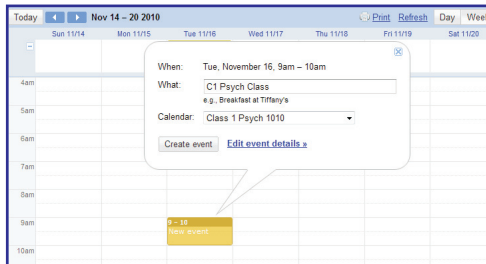 Today Nov 14 – 20 2010 Print Refresh Day Week
Sun 11/14 Mon 11/15 Tue 11/16 Wed 11/17 Thu 11/18 Fri 11/19 Sat 11/20
When: Tue, November 16, 9am – 10am
What: C1 Psych Class
e.g., Breakfast at Tiffany's
Calendar: Class 1 Psych 1010
Create event Edit event details »
4am
5am
6am
7am
8am
9am 9 – 10
New event
10am